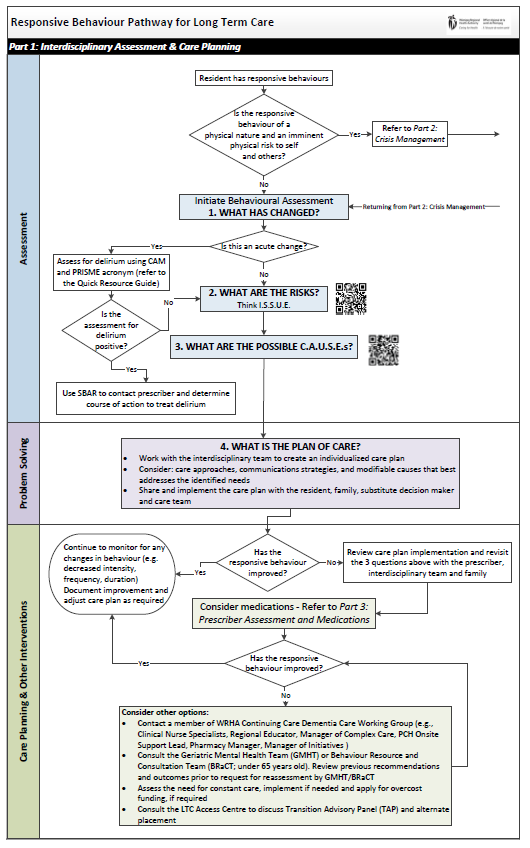 Responsive Behaviour Pathway for Long Term Care
Part 1: Interdisciplinary Assessment & Care Planning
Assessment
Resident has responsive behaviours
Is the responsive
behaviour of a
physical nature and an imminent
physical risk to self
and others?
Yes
Refer to Part 2:
Crisis Management
No
Initiate Behavioural Assessment
1. WHAT HAS CHANGED?
Returning from Part 2: Crisis Management
Is this an acute change?
Yes
Assess for delirium using CAM
and PRISME acronym (refer to
the Quick Resource Guide)
No
2. WHAT ARE THE RISKS?
Think I.S.S.U.E.
No
Is the
assessment for
delirium
positive?
3. WHAT ARE THE POSSIBLE C.A.U.S.E.s?
Yes
Use SBAR to contact prescriber and determine
course of action to treat delirium
Problem Solving
4. WHAT IS THE PLAN OF CARE?
• Work with the interdisciplinary team to create an individualized care plan
• Consider: care approaches, communications strategies, and modifiable causes that best
addresses the identified needs
• Share and implement the care plan with the resident, family, substitute decision maker
and care team
Care Planning & Other Interventions
Continue to monitor for any
changes in behaviour (e.g.
decreased intensity,
frequency, duration)
Document improvement and
adjust care plan as required
Yes
Has the
responsive behaviour
improved?
No
Review care plan implementation and revisit
the 3 questions above with the prescriber,
interdisciplinary team and family
Consider medications - Refer to Part 3:
Prescriber Assessment and Medications
Yes
Has the responsive
behaviour improved?
No
Consider other options:
• Contact a member of WRHA Continuing Care Dementia Care Working Group (e.g.,
Clinical Nurse Specialists, Regional Educator, Manager of Complex Care, PCH Onsite
Support Lead, Pharmacy Manager, Manager of Initiatives )
• Consult the Geriatric Mental Health Team (GMHT) or Behaviour Resource and
Consultation Team (BRaCT; under 65 years old). Review previous recommendations
and outcomes prior to request for reassessment by
GMHT/BRaCT
• Assess the need for constant care, implement if needed and apply for overcost
funding, if required
• Consult the LTC Access Centre to discuss Transition Advisory Panel (TAP) and alternate
placement